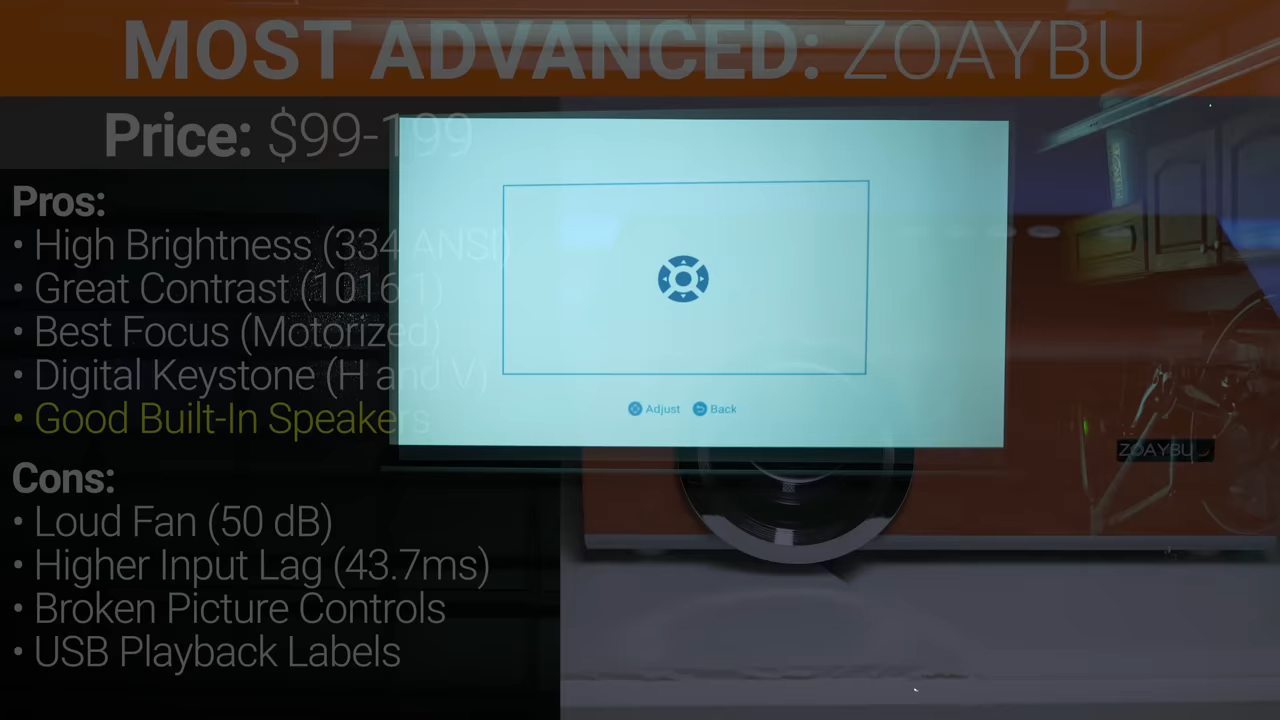 MOST ADVANCED: ZOAYBU
Price: $99-199
Pros:
• High Brightness (334 ANSI)
• Great Contrast (1016:1)
• Best Focus (Motorized)
• Digital Keystone (H and V)
• Good Built-In Speakers
Adjust Back
ZOAYBU
Cons:
• Loud Fan (50 dB)
• Higher Input Lag (43.7ms)
• Broken Picture Controls
• USB Playback Labels